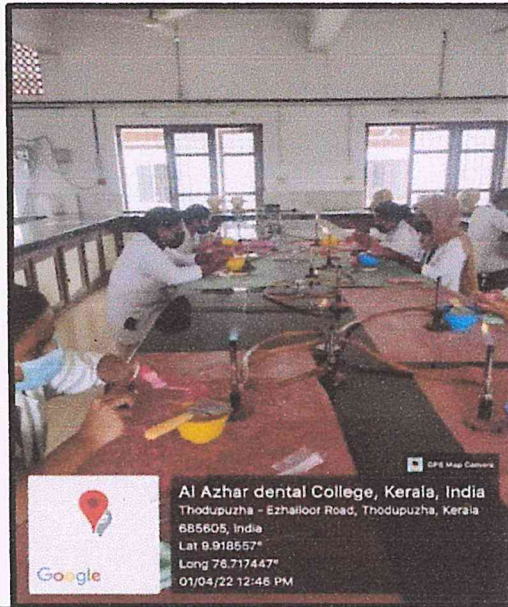 GPS Map Camera
Al Azhar dental College, Kerala, India
Thodupuzha - Ezhalloor Road, Thodupuzha, Kerala
685605, India
Lat 9.918557°
Long 76.717447°
01/04/22 12:46 PM
Google